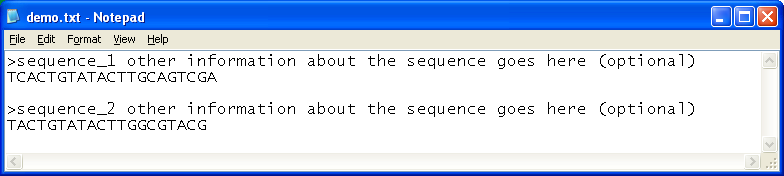 demo.txt - Notepad
File Edit Format View Help
>sequence_1 other information about the sequence goes here (optional)
TCACTGTATACTTGCAGTCGA
>sequence_2 other information about the sequence goes here (optional)
TACTGTATACTTGGCGTACG